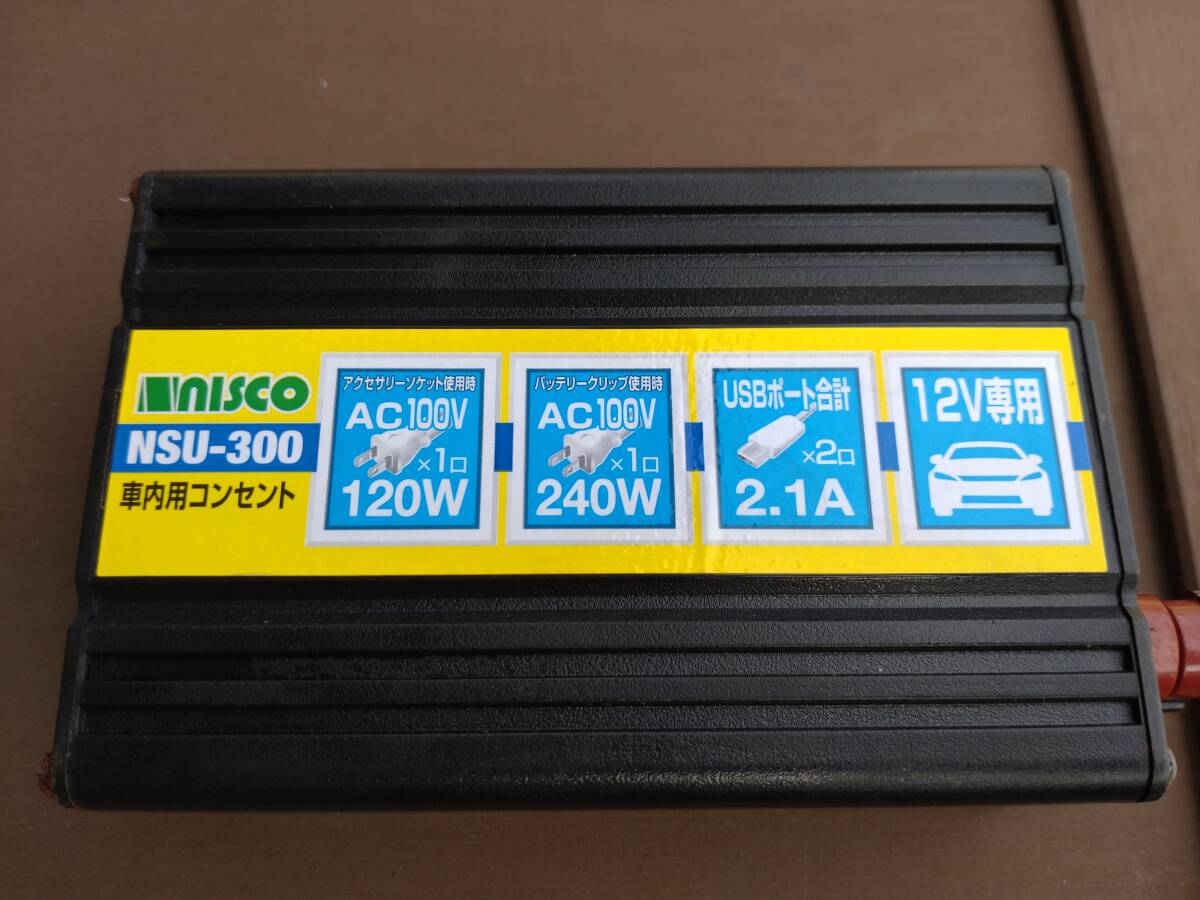 UNISCO
NSU-300
車内用コンセント
アクセサリーソケット使用時
AC100V
×1口
120W
バッテリークリップ使用時
AC100V
×1口
240W
USBポート合計
×2口
2.1A
12V専用